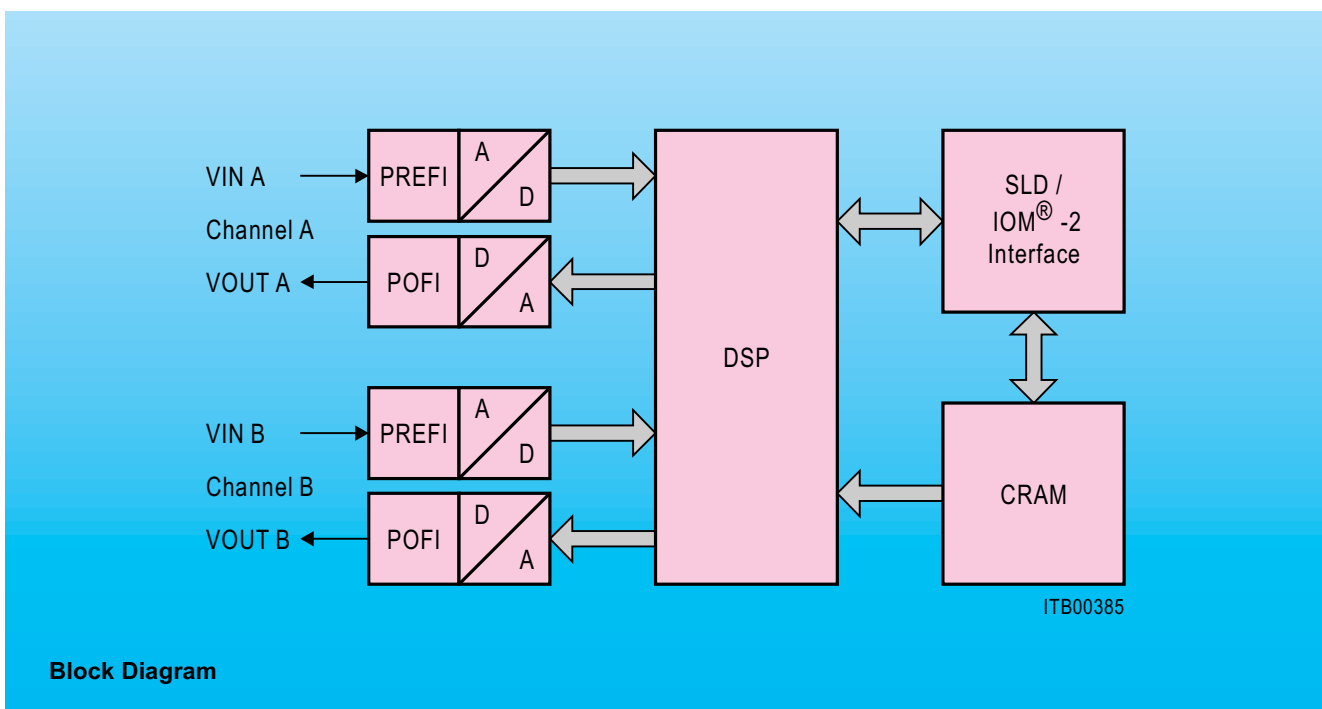 VIN A
PREFI
A
D
Channel A
VOUT A
POFI
D
A
VIN B
PREFI
A
D
Channel B
VOUT B
POFI
D
A
DSP
SLD /
IOM® -2
Interface
CRAM
ITB00385
Block Diagram